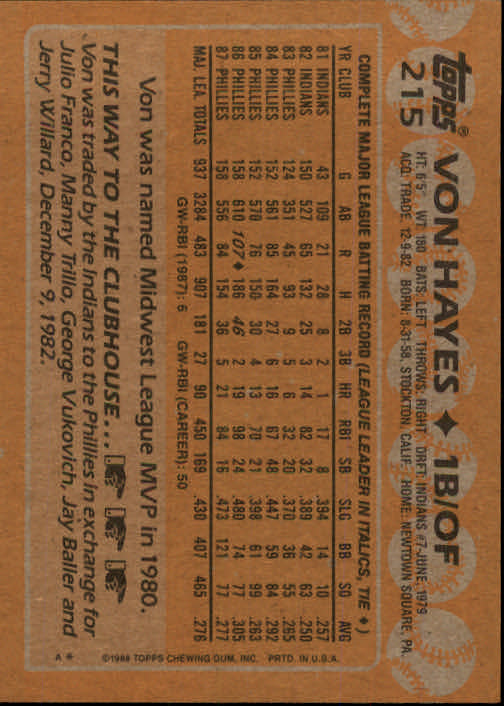 topps®
215 VON HAYES ♦ 1B/OF
HT: 6'5" WT: 180 BATS: LEFT THROWS: RIGHT DRFT: INDIANS #7-JUNE, 1979
ACQ: TRADE, 12-9-82 BORN: 8-31-58, STOCKTON, CALIF. HOME: NEWTOWN SQUARE, PA.
COMPLETE MAJOR LEAGUE BATTING RECORD (LEAGUE LEADER IN ITALICS, TIE ♦)
YR CLUB G AB R H 2B 3B HR RBI SB SLG BB SO AVG
81 INDIANS 43 109 21 28 8 2 1 17 8 .394 14 10 .257
82 INDIANS 150 527 65 132 25 3 14 82 32 .389 42 63 .250
83 PHILLIES 124 351 45 93 9 5 6 32 20 .370 36 55 .265
84 PHILLIES 152 561 85 164 27 6 16 67 48 .447 59 84 .292
85 PHILLIES 152 570 76 150 30 4 13 70 21 .398 61 99 .263
86 PHILLIES 158 610 107♦ 186 46 2 19 98 24 .480 74 77 .305
87 PHILLIES 158 556 84 154 36 5 21 84 16 .473 121 77 .277
MAJ. LEA. TOTALS 937 3284 483 907 181 27 90 450 169 .430 407 465 .276
GW-RBI (1987): 6 GW-RBI (CAREER): 50
Von was named Midwest League MVP in 1980.
THIS WAY TO THE CLUBHOUSE...
Von was traded by the Indians to the Phillies in exchange for
Julio Franco, Manny Trillo, George Vukovich, Jay Baller and
Jerry Willard, December 9, 1982.
A* ©1988 TOPPS CHEWING GUM, INC. PRTD. IN U.S.A.